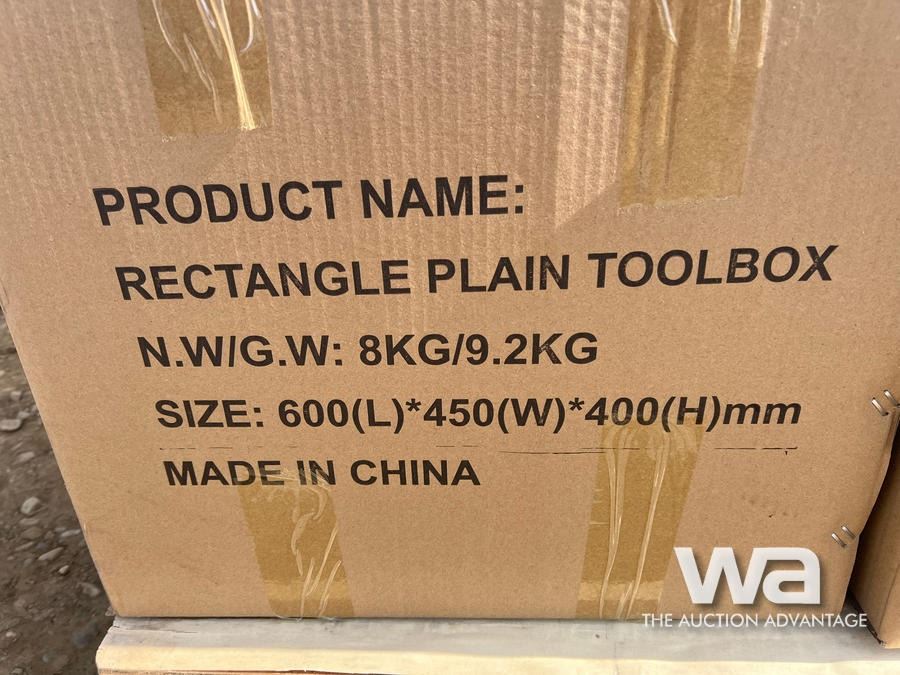 PRODUCT NAME:
RECTANGLE PLAIN TOOLBOX
N.W/G.W: 8KG/9.2KG
SIZE: 600(L)*450(W)*400(H)mm
MADE IN CHINA
wa
THE AUCTION ADVANTAGE